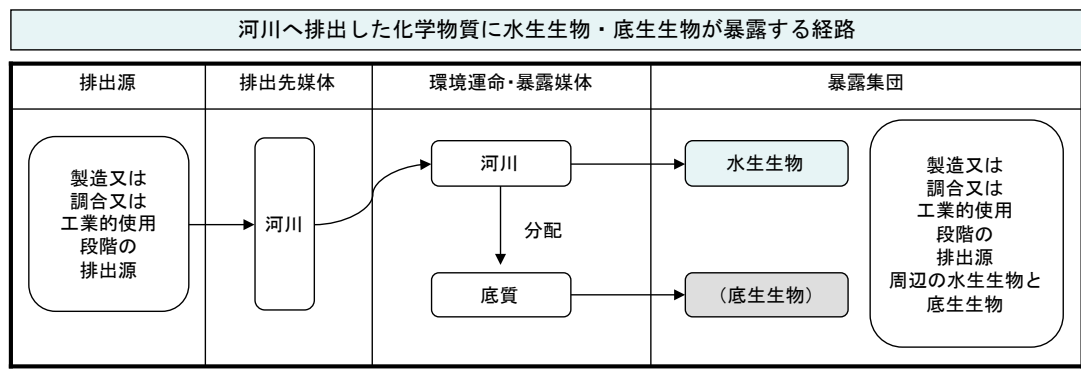 河川へ排出した化学物質に水生生物・底生生物が暴露する経路
排出源
排出先媒体
環境運命・暴露媒体
暴露集団
製造又は
調合又は
工業的使用
段階の
排出源
河川
河川
分配
底質
水生生物
(底生生物)
製造又は
調合又は
工業的使用
段階の
排出源
周辺の水生生物と
底生生物